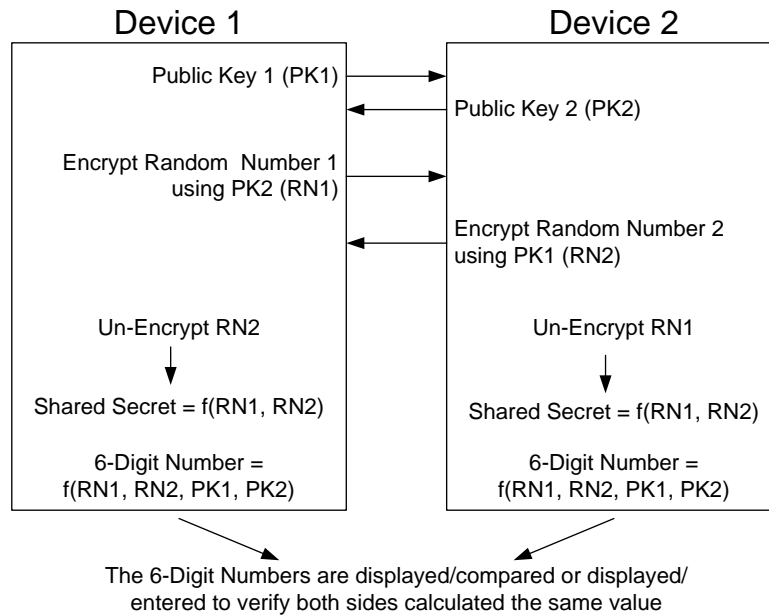 Device 1
Device 2
Public Key 1 (PK1)
Public Key 2 (PK2)
Encrypt Random Number 1
using PK2 (RN1)
Encrypt Random Number 2
using PK1 (RN2)
Un-Encrypt RN2
Un-Encrypt RN1
Shared Secret = f(RN1, RN2)
Shared Secret = f(RN1, RN2)
6-Digit Number =
f(RN1, RN2, PK1, PK2)
6-Digit Number =
f(RN1, RN2, PK1, PK2)
The 6-Digit Numbers are displayed/compared or displayed/
entered to verify both sides calculated the same value